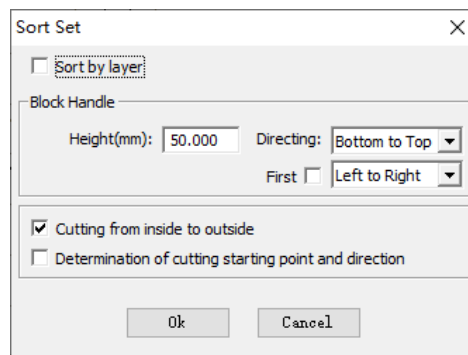 Sort Set
Sort by layer
Block Handle
Height(mm): 50.000 Directing: Bottom to Top
First Left to Right
Cutting from inside to outside
Determination of cutting starting point and direction
Ok Cancel